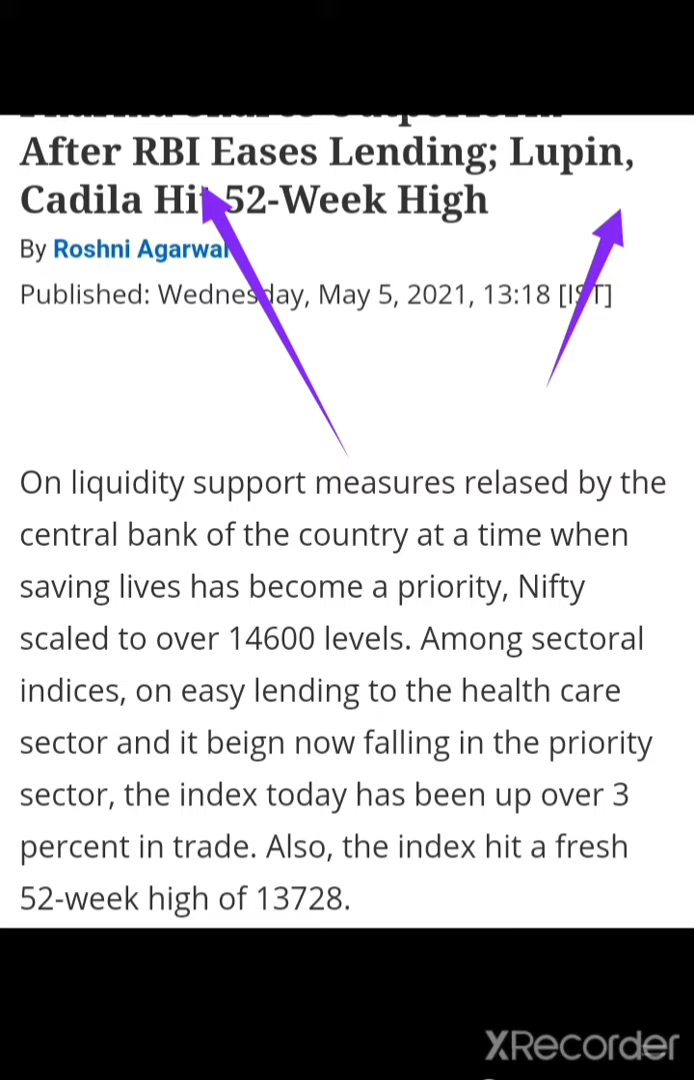 After RBI Eases Lending; Lupin,
Cadila Hit 52-Week High
By Roshni Agarwal
Published: Wednesday, May 5, 2021, 13:18 [IST]
On liquidity support measures relased by the
central bank of the country at a time when
saving lives has become a priority, Nifty
scaled to over 14600 levels. Among sectoral
indices, on easy lending to the health care
sector and it beign now falling in the priority
sector, the index today has been up over 3
percent in trade. Also, the index hit a fresh
52-week high of 13728.
XRecorder